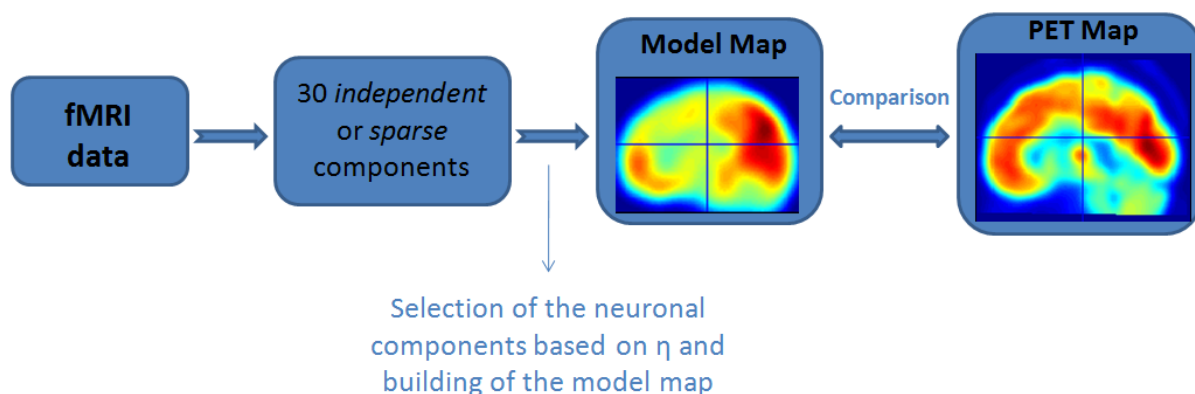 fMRI
data
30 independent
or sparse
components
Model Map
Comparison
PET Map
Selection of the neuronal
components based on η and
building of the model map